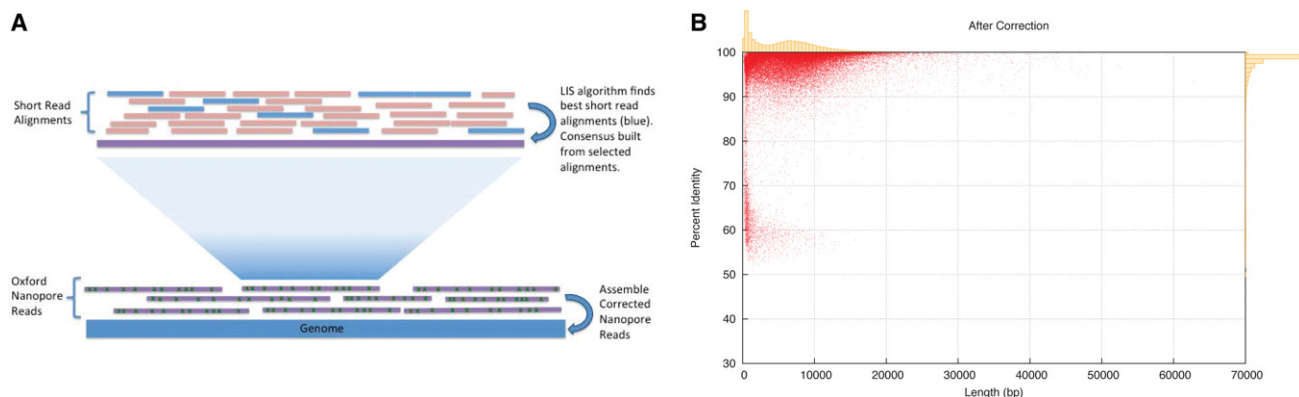 A
Short Read
Alignments
LIS algorithm finds
best short read
alignments (blue).
Consensus built
from selected
alignments.
Oxford
Nanopore
Reads
Genome
Assemble
Corrected
Nanopore
Reads
B
After Correction
Percent Identity
100
90
80
70
60
50
40
30
0 10000 20000 30000 40000 50000 60000 70000
Length (bp)